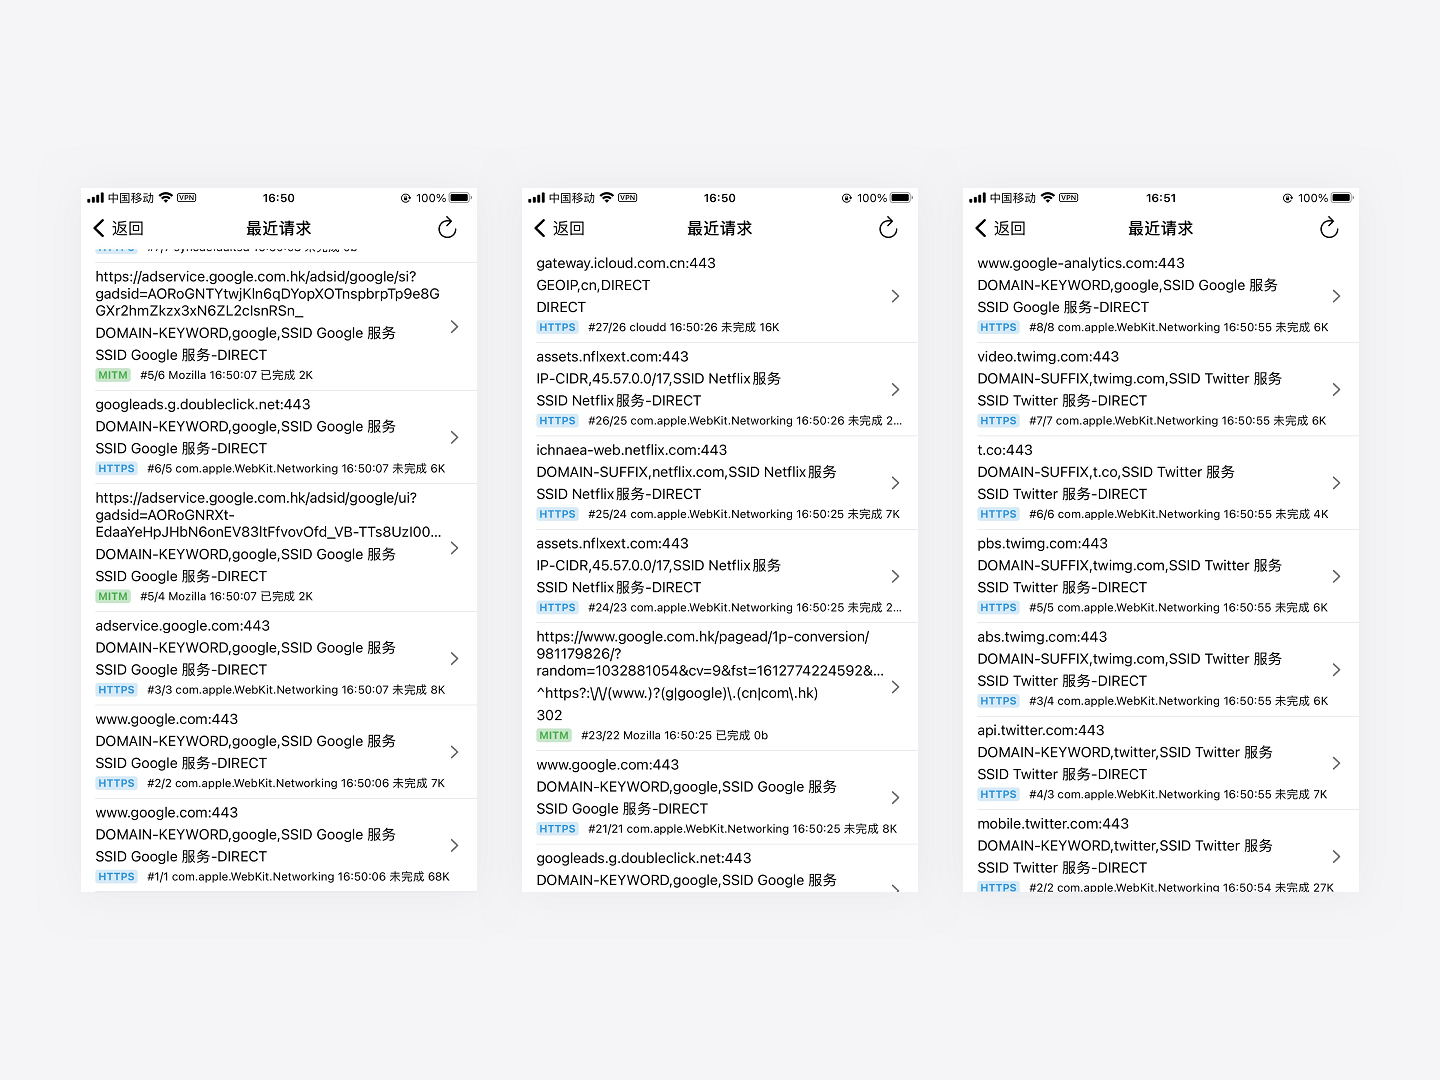 中国移动 VPN 16:50 100%
返回 最近请求
https://adservice.google.com.hk/adsid/google/si?
gadsid=AORoGNTYtwjKln6qDYopXOTnspbrpTp9e8G
GXr2hmZkzx3xN6ZL2cIsnRSn_
DOMAIN-KEYWORD,google,SSID Google 服务
SSID Google 服务-DIRECT
MITM #5/6 Mozilla 16:50:07 已完成 2K
googleads.g.doubleclick.net:443
DOMAIN-KEYWORD,google,SSID Google 服务
SSID Google 服务-DIRECT
HTTPS #6/5 com.apple.WebKit.Networking 16:50:07 未完成 6K
https://adservice.google.com.hk/adsid/google/ui?
gadsid=AORoGNRXt-
EdaaYeHpJHbN6onEV83ltFfvovOfd_VB-TTs8UzI00...
DOMAIN-KEYWORD,google,SSID Google 服务
SSID Google 服务-DIRECT
MITM #5/4 Mozilla 16:50:07 已完成 2K
adservice.google.com:443
DOMAIN-KEYWORD,google,SSID Google 服务
SSID Google 服务-DIRECT
HTTPS #3/3 com.apple.WebKit.Networking 16:50:07 未完成 8K
www.google.com:443
DOMAIN-KEYWORD,google,SSID Google 服务
SSID Google 服务-DIRECT
HTTPS #2/2 com.apple.WebKit.Networking 16:50:06 未完成 7K
www.google.com:443
DOMAIN-KEYWORD,google,SSID Google 服务
SSID Google 服务-DIRECT
HTTPS #1/1 com.apple.WebKit.Networking 16:50:06 未完成 68K
中国移动 VPN 16:50 100%
返回 最近请求
gateway.icloud.com.cn:443
GEOIP,cn,DIRECT
DIRECT
HTTPS #27/26 cloudd 16:50:26 未完成 16K
assets.nflxext.com:443
IP-CIDR,45.57.0.0/17,SSID Netflix服务
SSID Netflix服务-DIRECT
HTTPS #26/25 com.apple.WebKit.Networking 16:50:26 未完成 2...
ichnaea-web.netflix.com:443
DOMAIN-SUFFIX,netflix.com,SSID Netflix服务
SSID Netflix服务-DIRECT
HTTPS #25/24 com.apple.WebKit.Networking 16:50:25 未完成 7K
assets.nflxext.com:443
IP-CIDR,45.57.0.0/17,SSID Netflix服务
SSID Netflix服务-DIRECT
HTTPS #24/23 com.apple.WebKit.Networking 16:50:25 未完成 2...
https://www.google.com.hk/pagead/1p-conversion/
981179826/?
random=1032881054&cv=9&fst=1612774224592&...
^https?:\/\/(www.)?(g|google)\.(cn|com\.hk)
302
MITM #23/22 Mozilla 16:50:25 已完成 0b
www.google.com:443
DOMAIN-KEYWORD,google,SSID Google 服务
SSID Google 服务-DIRECT
HTTPS #21/21 com.apple.WebKit.Networking 16:50:25 未完成 8K
googleads.g.doubleclick.net:443
DOMAIN-KEYWORD,google,SSID Google 服务
中国移动 VPN 16:51 100%
返回 最近请求
www.google-analytics.com:443
DOMAIN-KEYWORD,google,SSID Google 服务
SSID Google 服务-DIRECT
HTTPS #8/8 com.apple.WebKit.Networking 16:50:55 未完成 6K
video.twimg.com:443
DOMAIN-SUFFIX,twimg.com,SSID Twitter 服务
SSID Twitter 服务-DIRECT
HTTPS #7/7 com.apple.WebKit.Networking 16:50:55 未完成 6K
t.co:443
DOMAIN-SUFFIX,t.co,SSID Twitter 服务
SSID Twitter 服务-DIRECT
HTTPS #6/6 com.apple.WebKit.Networking 16:50:55 未完成 4K
pbs.twimg.com:443
DOMAIN-SUFFIX,twimg.com,SSID Twitter 服务
SSID Twitter 服务-DIRECT
HTTPS #5/5 com.apple.WebKit.Networking 16:50:55 未完成 6K
abs.twimg.com:443
DOMAIN-SUFFIX,twimg.com,SSID Twitter 服务
SSID Twitter 服务-DIRECT
HTTPS #3/4 com.apple.WebKit.Networking 16:50:55 未完成 6K
api.twitter.com:443
DOMAIN-KEYWORD,twitter,SSID Twitter 服务
SSID Twitter 服务-DIRECT
HTTPS #4/3 com.apple.WebKit.Networking 16:50:55 未完成 7K
mobile.twitter.com:443
DOMAIN-KEYWORD,twitter,SSID Twitter 服务
SSID Twitter 服务-DIRECT
HTTPS #2/2 com.apple.WebKit.Networking 16:50:54 未完成 27K